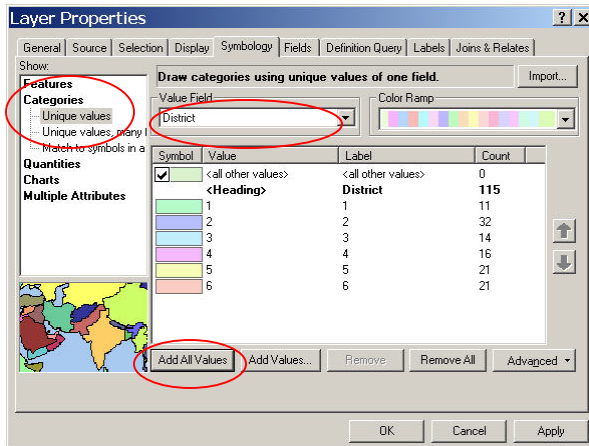 Layer Properties
General Source Selection Display Symbology Fields Definition Query Labels Joins & Relates
Show:
Features
Categories
Unique values
Unique values, many
Match to symbols in a
Quantities
Charts
Multiple Attributes
Draw categories using unique values of one field.
Import...
Value Field
District
Color Ramp
Symbol Value Label Count
<all other values> <all other values> 0
<Heading> District 115
1 1 11
2 2 32
3 3 14
4 4 16
5 5 21
6 6 21
Add All Values Add Values... Remove Remove All Advanced
OK Cancel Apply